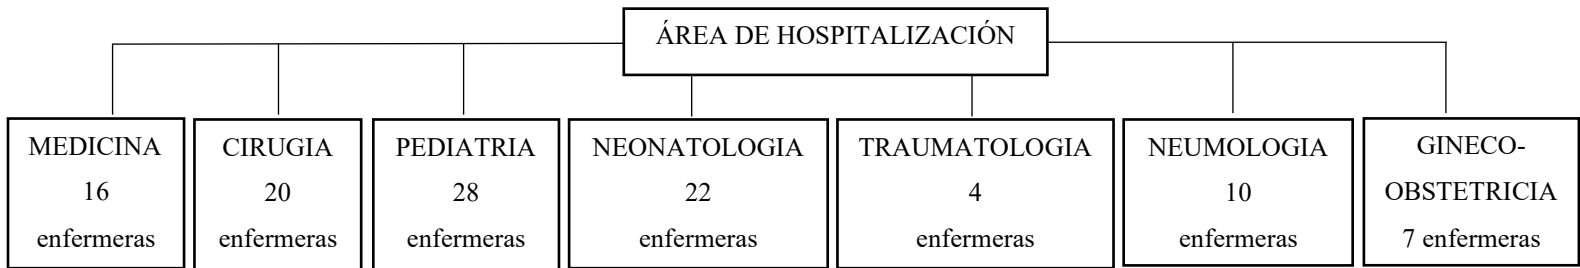 ÁREA DE HOSPITALIZACIÓN
MEDICINA
16
enfermeras
CIRUGIA
20
enfermeras
PEDIATRIA
28
enfermeras
NEONATOLOGIA
22
enfermeras
TRAUMATOLOGIA
4
enfermeras
NEUMOLOGIA
10
enfermeras
GINECO-
OBSTETRICIA
7 enfermeras